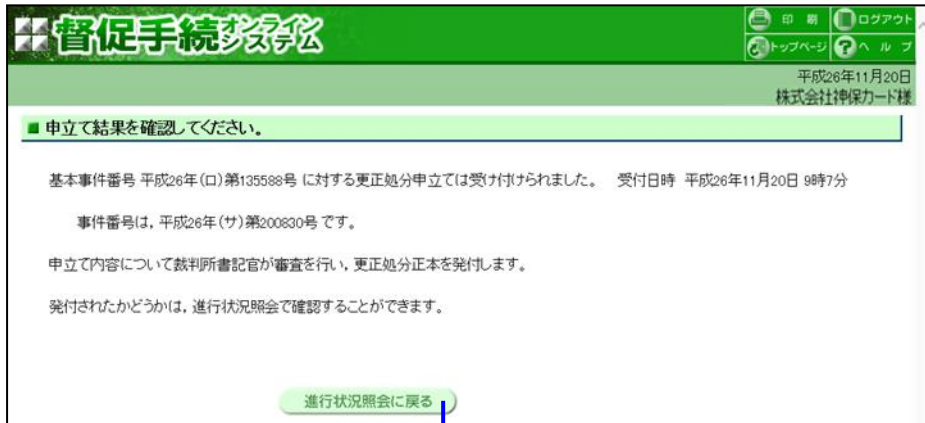 督促手続オンラインシステム
印刷 ログアウト
トップページ ヘルプ
平成26年11月20日
株式会社神保カード様
申立て結果を確認してください。
基本事件番号 平成26年(ロ)第135588号 に対する更正処分申立ては受け付けられました。 受付日時 平成26年11月20日 9時7分
事件番号は，平成26年(サ)第200830号 です。
申立て内容について裁判所書記官が審査を行い，更正処分正本を発付します。
発付されたかどうかは，進行状況照会で確認することができます。
進行状況照会に戻る